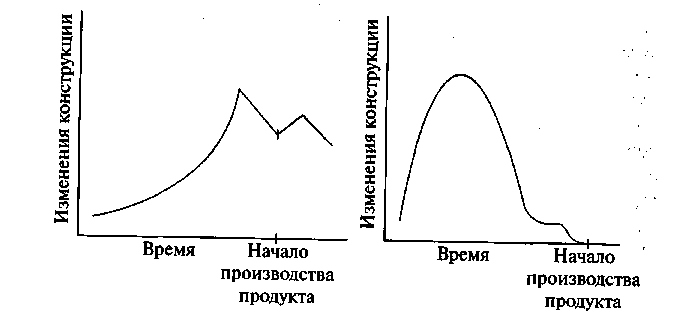 Изменения конструкции
Время
Начало
производства
продукта
Изменения конструкции
Время
Начало
производства
продукта